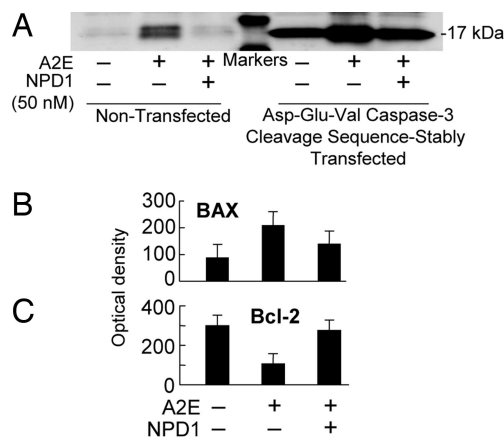 A
-17 kDa
A2E – + + Markers – + +
NPD1 – – + – – +
(50 nM)
Non-Transfected
Asp-Glu-Val Caspase-3
Cleavage Sequence-Stably
Transfected
B
BAX
300
200
100
0
Optical density
C
Bcl-2
400
200
0
A2E – + +
NPD1 – – +